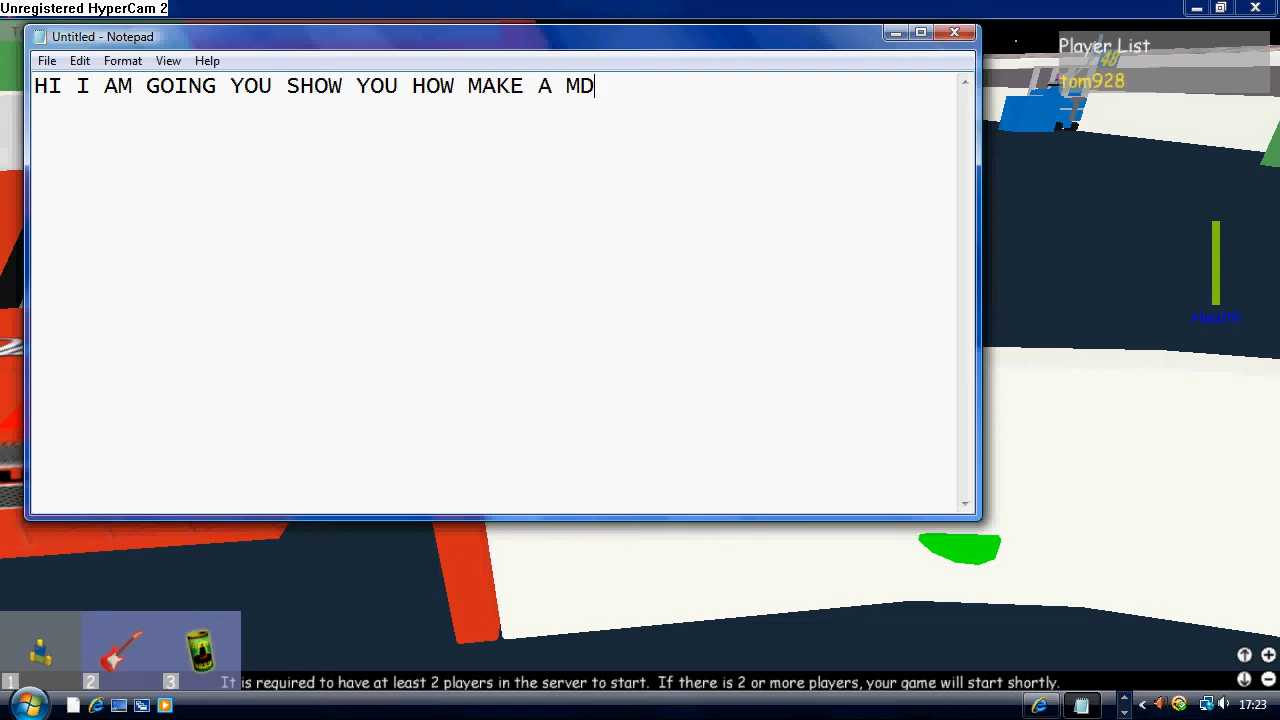 Unregistered HyperCam 2
Untitled - Notepad
File Edit Format View Help
HI I AM GOING YOU SHOW YOU HOW MAKE A MD
Player List
48
tom928
Health
1 2 3
It is required to have at least 2 players in the server to start. If there is 2 or more players, your game will start shortly.
17:23